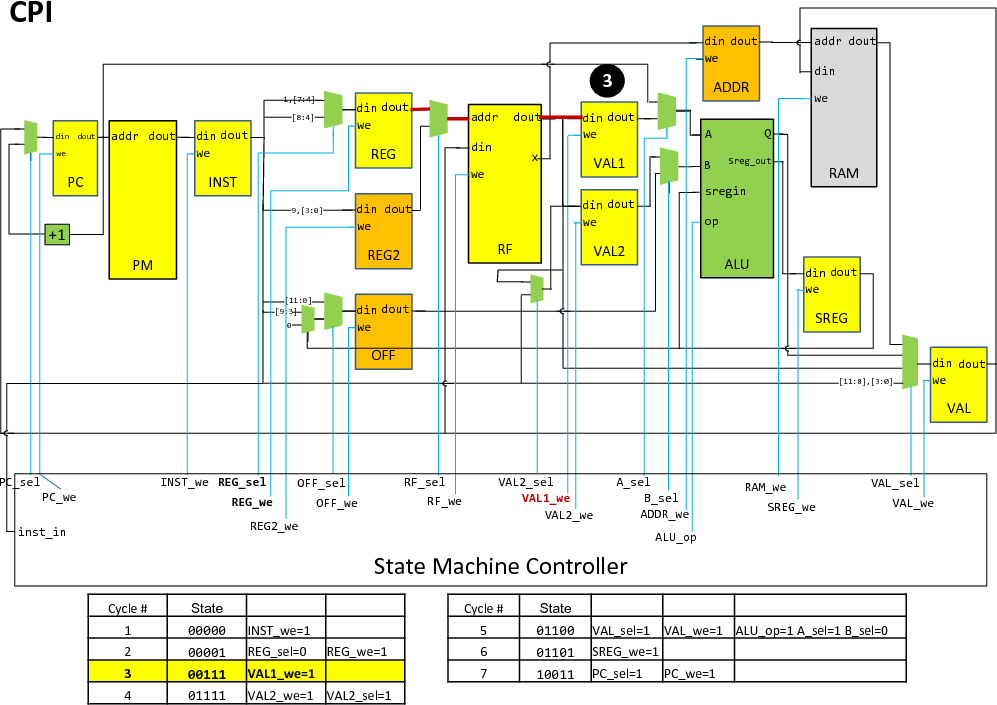 CPI
3
addr dout
din
we
RAM
din dout
we
ADDR
1,[7:4]
[8:4]
din dout
we
REG
addr dout
din
x
we
RF
din dout
we
VAL1
A
Q
B
Sreg_out
sregin
op
ALU
din dout
we
PC
addr dout
PM
din dout
we
INST
+1
9,[3:0]
din dout
we
REG2
din dout
we
VAL2
din dout
we
SREG
[11:0]
0
din dout
we
OFF
[11:8],[3:0]
din dout
we
VAL
PC_sel
PC_we
INST_we
REG_sel
REG_we
REG2_we
OFF_sel
OFF_we
RF_sel
RF_we
VAL2_sel
VAL1_we
VAL2_we
A_sel
B_sel
ADDR_we
ALU_op
RAM_we
SREG_we
VAL_sel
VAL_we
inst_in
State Machine Controller
Cycle # State
1 00000 INST_we=1
2 00001 REG_sel=0 REG_we=1
3 00111 VAL1_we=1
4 01111 VAL2_we=1 VAL2_sel=1
Cycle # State
5 01100 VAL_sel=1 VAL_we=1 ALU_op=1 A_sel=1 B_sel=0
6 01101 SREG_we=1
7 10011 PC_sel=1 PC_we=1